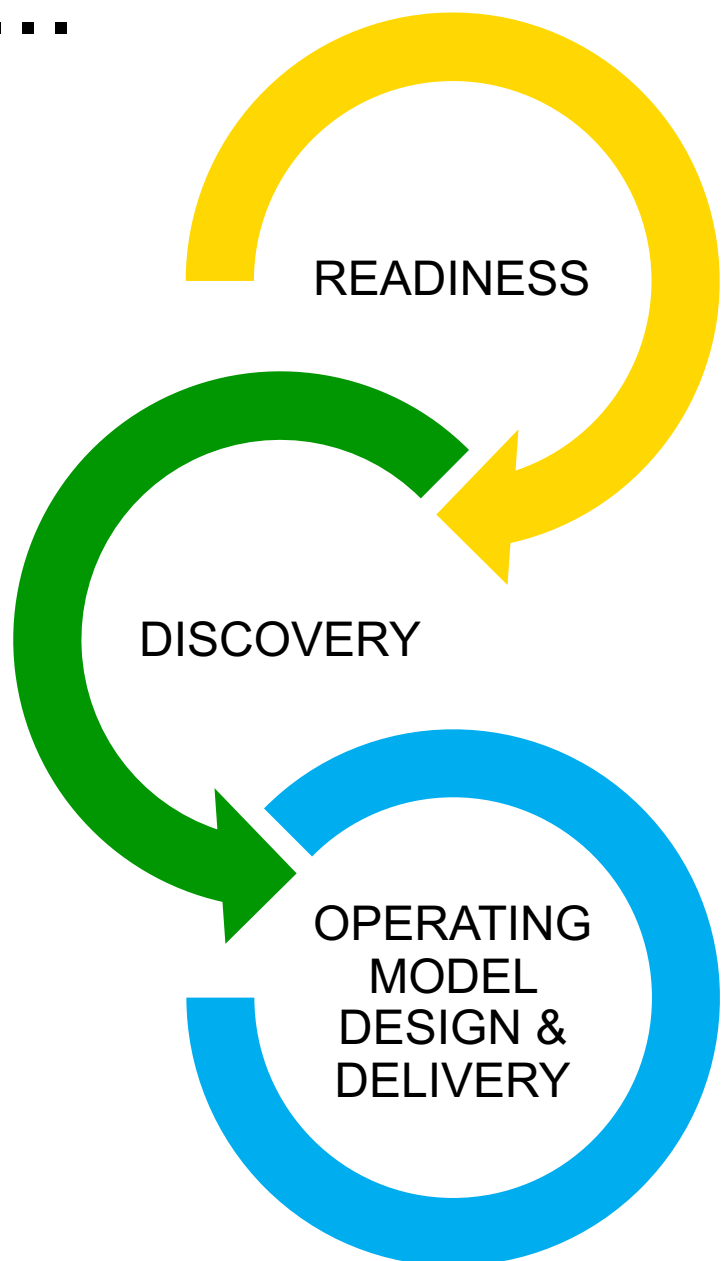 ...
READINESS
DISCOVERY
OPERATING
MODEL
DESIGN &
DELIVERY